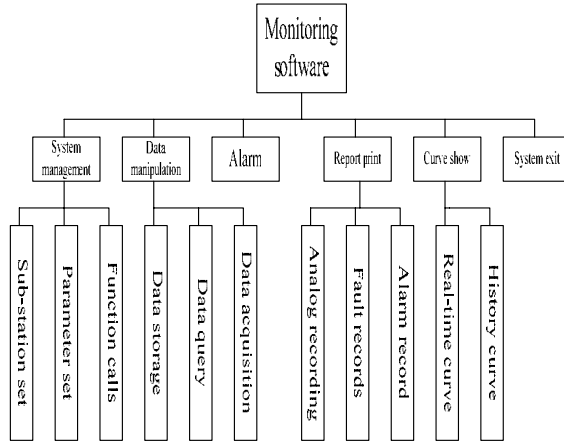 Monitoring
software
System
management
Data
manipulation
Alarm
Report print
Curve show
System exit
Sub-station set
Parameter set
Function calls
Data storage
Data query
Data acquisition
Analog recording
Fault records
Alarm record
Real-time curve
History curve